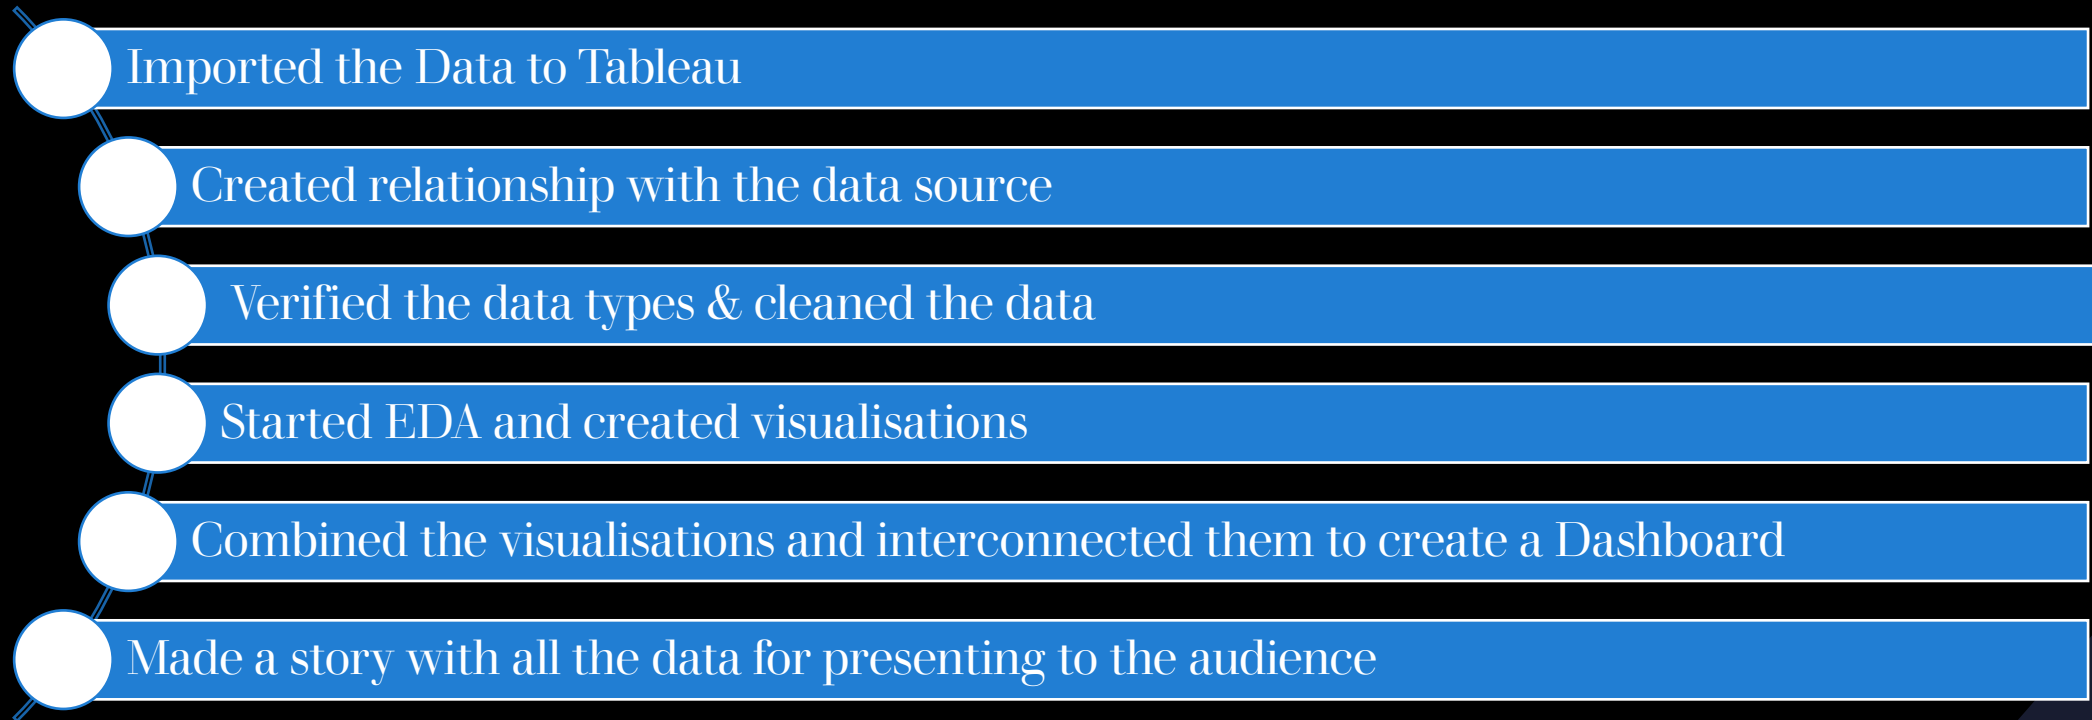 Imported the Data to Tableau
Created relationship with the data source
Verified the data types & cleaned the data
Started EDA and created visualisations
Combined the visualisations and interconnected them to create a Dashboard
Made a story with all the data for presenting to the audience